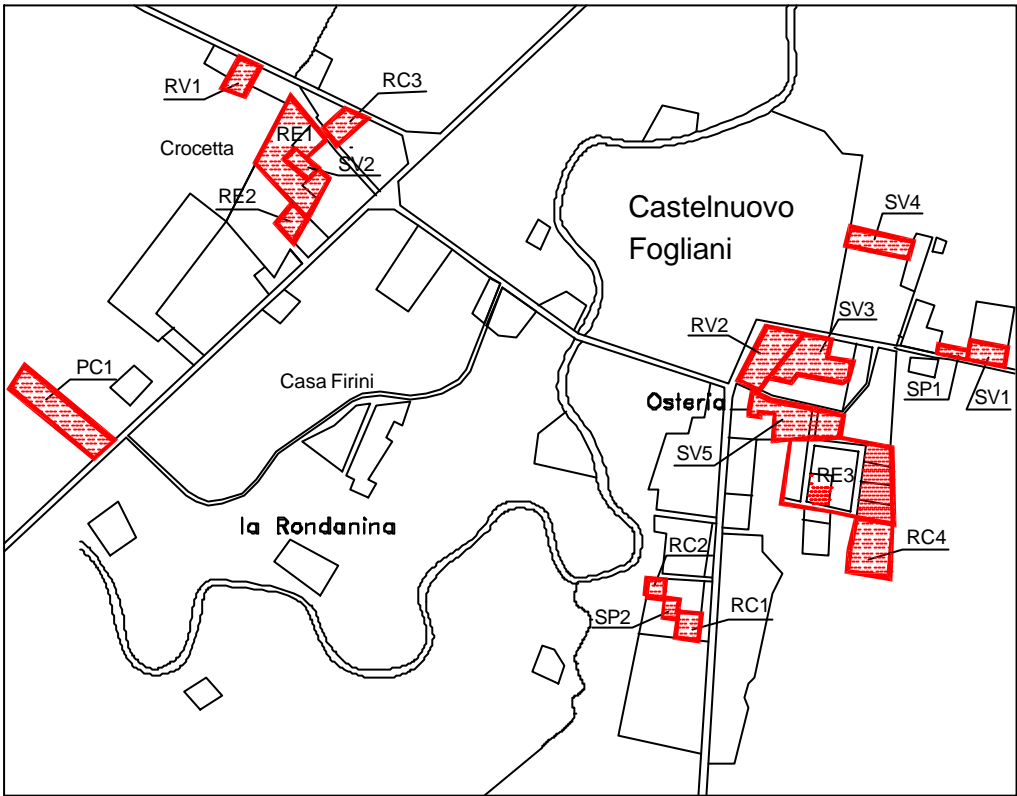 RV1
RC3
RE1
Crocetta
SV2
RE2
Castelnuovo
Fogliani
SV4
RV2
SV3
PC1
Casa Firini
Osteria
SP1
SV1
SV5
RE3
la Rondanina
RC2
RC4
SP2
RC1